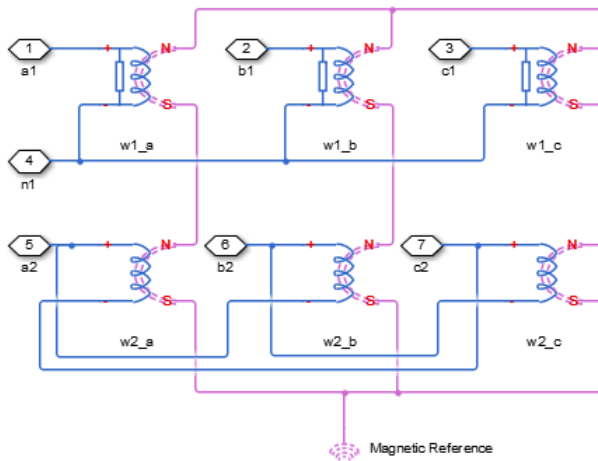 1 + N 2 + N 3 + N
a1 b1 c1
- S - S - S
w1_a w1_b w1_c
4
n1
5 + N 6 + N 7 + N
a2 b2 c2
- S - S - S
w2_a w2_b w2_c
Magnetic Reference